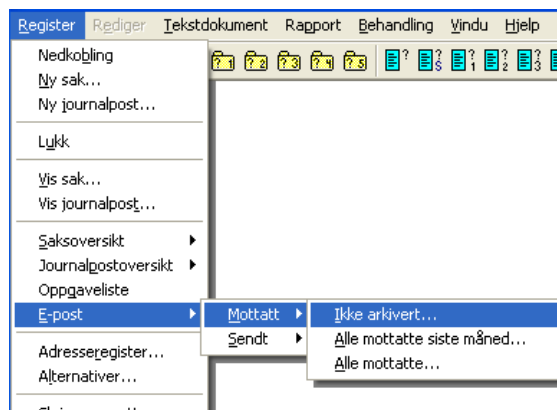 Register Rediger Tekstdokument Rapport Behandling Vindu Hjelp
Nedkobling
Ny sak...
Ny journalpost...
Lukk
Vis sak...
Vis journalpost...
Saksoversikt
Journalpostoversikt
Oppgaveliste
E-post
Mottatt
Sendt
Ikke arkivert...
Alle mottatte siste måned...
Alle mottatte...
Adresseregister...
Alternativer...